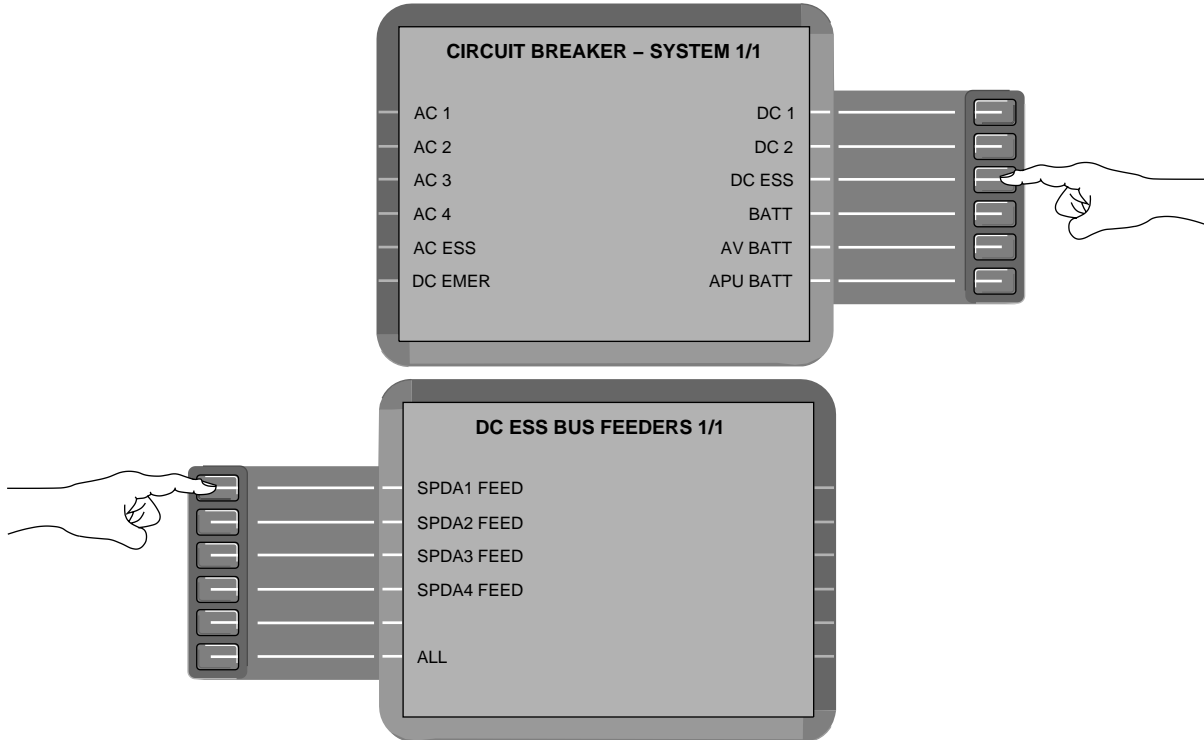 CIRCUIT BREAKER – SYSTEM 1/1
AC 1 DC 1
AC 2 DC 2
AC 3 DC ESS
AC 4 BATT
AC ESS AV BATT
DC EMER APU BATT
DC ESS BUS FEEDERS 1/1
SPDA1 FEED
SPDA2 FEED
SPDA3 FEED
SPDA4 FEED
ALL